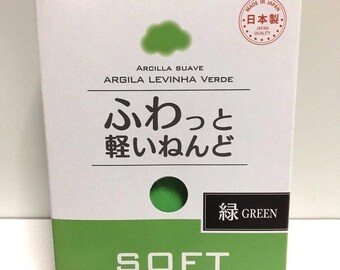 MADE IN JAPAN
日本製
JAPAN QUALITY
ARCILLA SUAVE
ARGILA LEVINHA VERDE
ふわっと
軽いねんど
緑 GREEN
SOFT